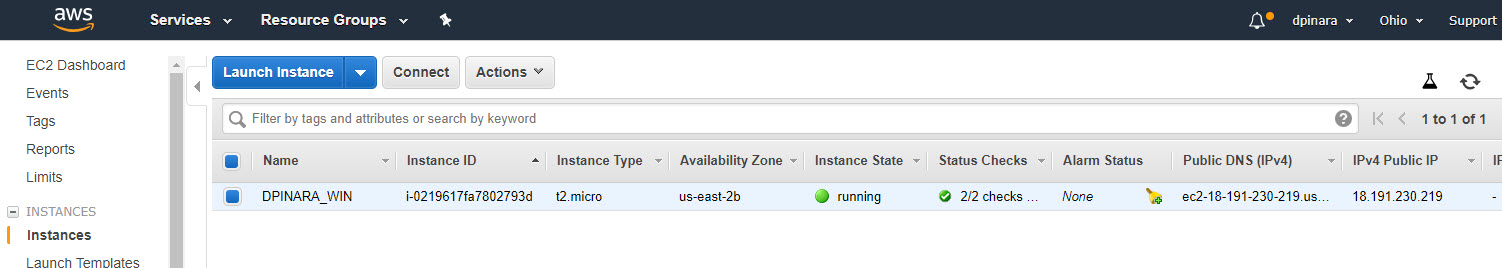 aws Services Resource Groups dpinara Ohio Support
EC2 Dashboard
Events
Tags
Reports
Limits
INSTANCES
Instances
Launch Templates
Launch Instance Connect Actions
Filter by tags and attributes or search by keyword ? 1 to 1 of 1
Name Instance ID Instance Type Availability Zone Instance State Status Checks Alarm Status Public DNS (IPv4) IPv4 Public IP
DPINARA_WIN i-0219617fa7802793d t2.micro us-east-2b running 2/2 checks ... None ec2-18-191-230-219.us... 18.191.230.219 -